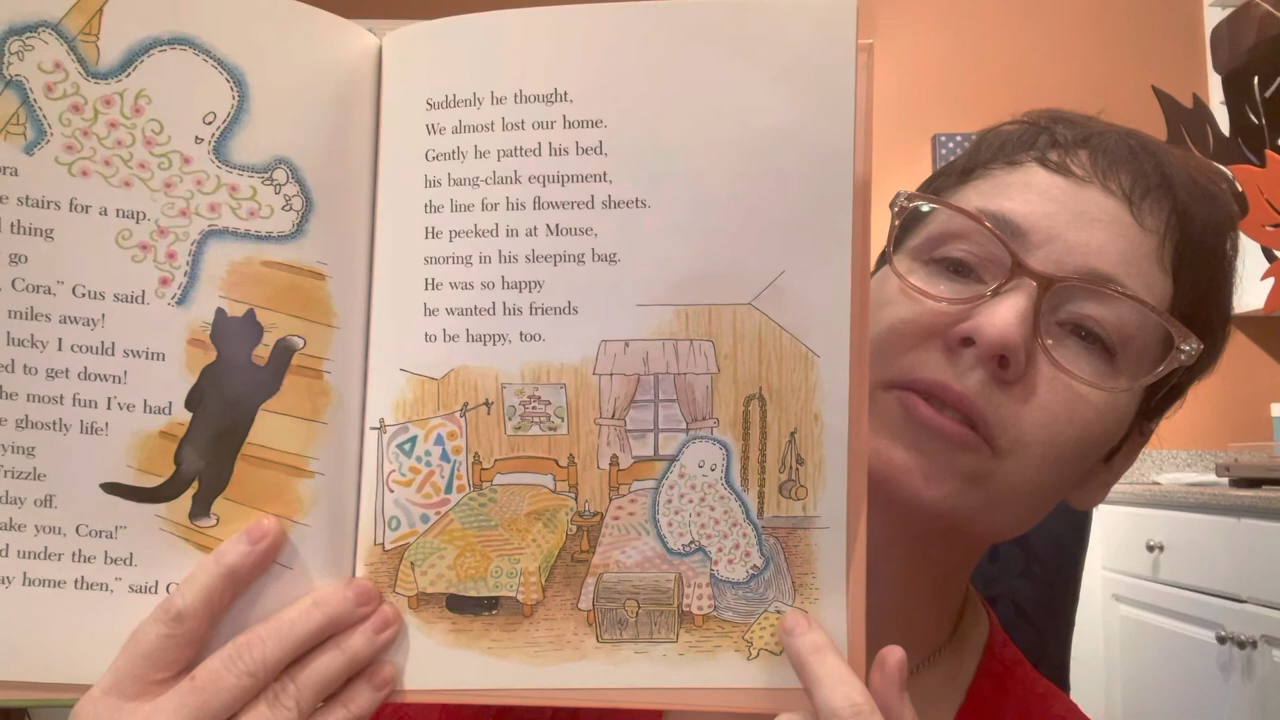 ra
e stairs for a nap.
thing
go
, Cora,” Gus said.
miles away!
lucky I could swim
ed to get down!
he most fun I’ve had
e ghostly life!
ying
rizzle
day off.
ake you, Cora!”
d under the bed.
ay home then,” said
Suddenly he thought,
We almost lost our home.
Gently he patted his bed,
his bang-clank equipment,
the line for his flowered sheets.
He peeked in at Mouse,
snoring in his sleeping bag.
He was so happy
he wanted his friends
to be happy, too.